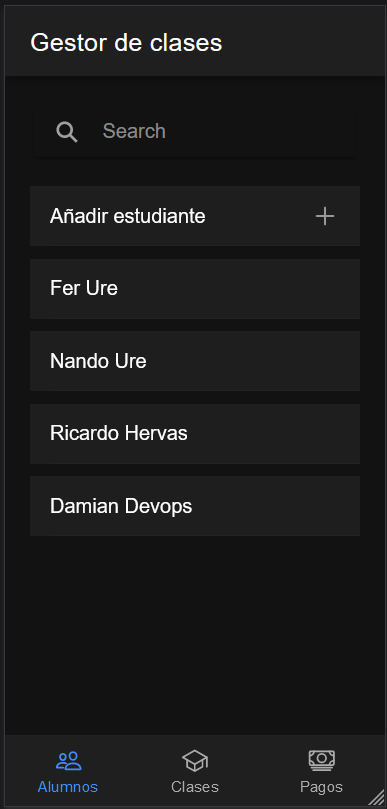 Gestor de clases
Search
Añadir estudiante
Fer Ure
Nando Ure
Ricardo Hervas
Damian Devops
Alumnos
Clases
Pagos